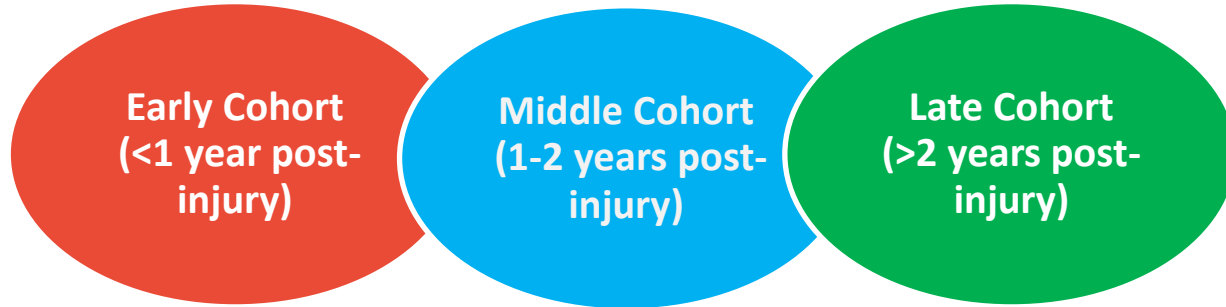 Early Cohort
(<1 year post-
injury)
Middle Cohort
(1-2 years post-
injury)
Late Cohort
(>2 years post-
injury)